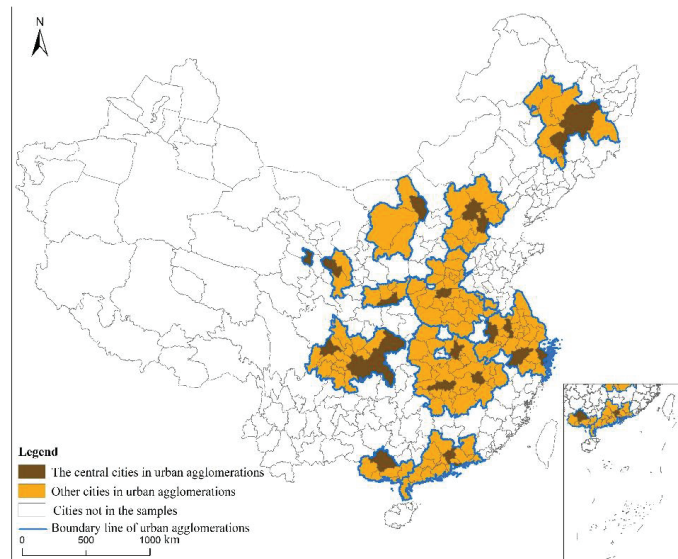 N
Legend
The central cities in urban agglomerations
Other cities in urban agglomerations
Cities not in the samples
Boundary line of urban agglomerations
0 500 1000 km